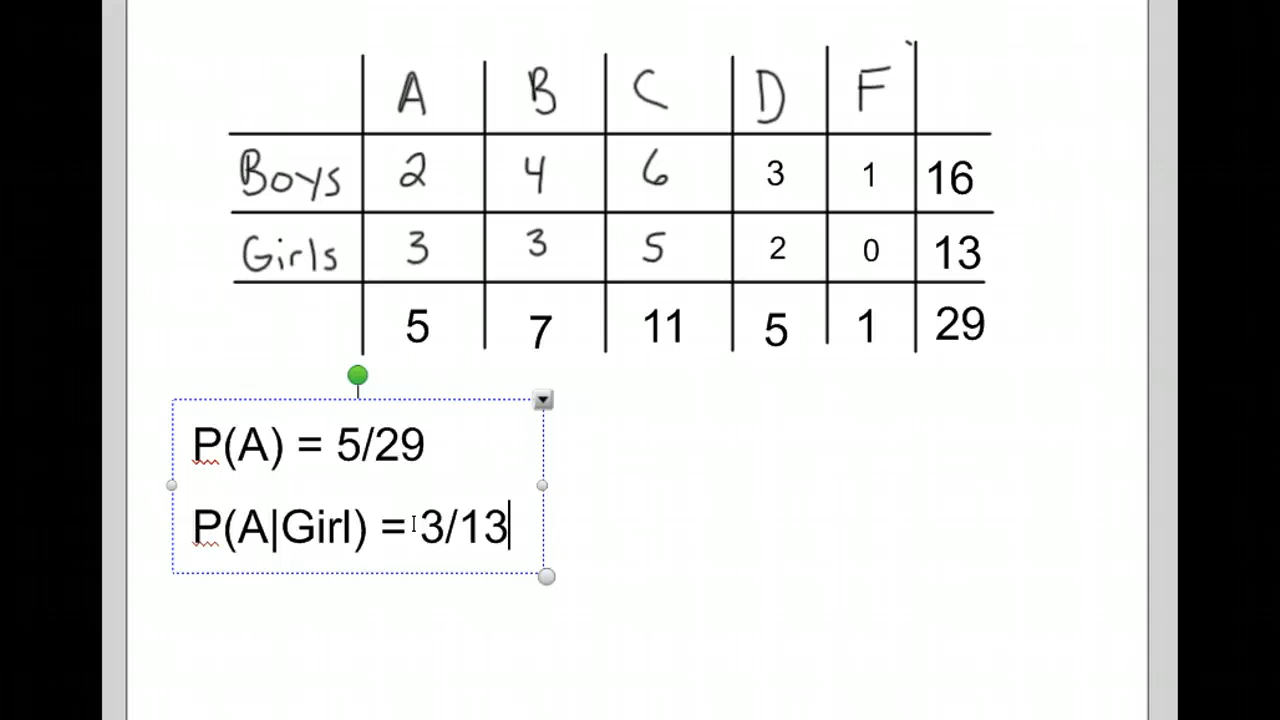 A B C D F
Boys 2 4 6 3 1 16
Girls 3 3 5 2 0 13
5 7 11 5 1 29
P(A) = 5/29
P(A|Girl) = 3/13